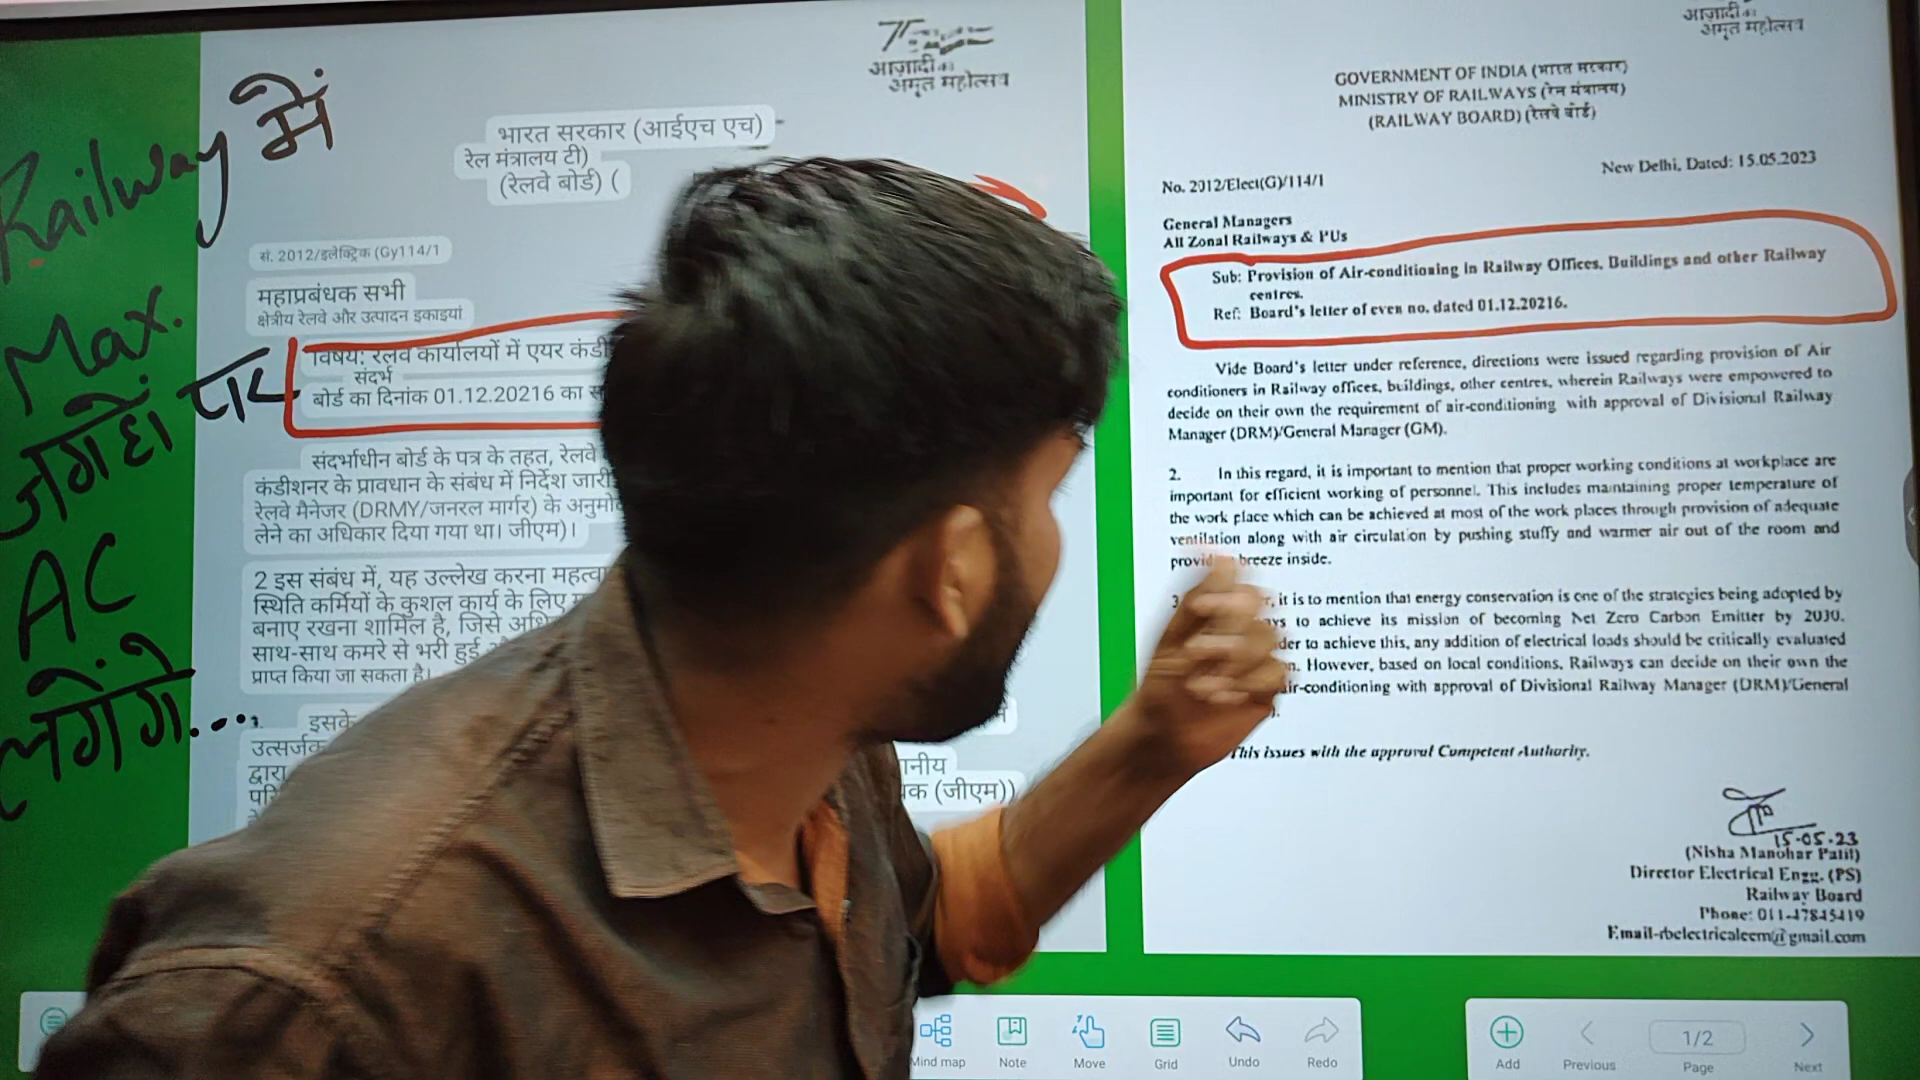 Railway में
Max.
जगहों पर
AC
लगेंगे...
75
आज़ादी का
अमृत महोत्सव
भारत सरकार (आईएच एच)
रेल मंत्रालय टी)
(रेलवे बोर्ड) (
सं. 2012/इलेक्ट्रिक (Gy114/1
महाप्रबंधक सभी
क्षेत्रीय रेलवे और उत्पादन इकाइयां
विषय: रेलवे कार्यालयों में एयर कंडी
संदर्भ
बोर्ड का दिनांक 01.12.20216 का स
संदर्भाधीन बोर्ड के पत्र के तहत, रेलवे
कंडीशनर के प्रावधान के संबंध में निर्देश जारी
रेलवे मैनेजर (DRMY/जनरल मार्गर) के अनुमो
लेने का अधिकार दिया गया था। जीएम)।
2 इस संबंध में, यह उल्लेख करना महत्व
स्थिति कर्मियों के कुशल कार्य के लिए
बनाए रखना शामिल है, जिसे अधि
साथ-साथ कमरे से भरी हुई
प्राप्त किया जा सकता है।
इसके
उत्सर्जक
द्वारा
परि
ानीय
धक (जीएम))
आज़ादी का
अमृत महोत्सव
GOVERNMENT OF INDIA (भारत सरकार)
MINISTRY OF RAILWAYS (रेल मंत्रालय)
(RAILWAY BOARD) (रेलवे बोर्ड)
No. 2012/Elect(G)/114/1
New Delhi, Dated: 15.05.2023
General Managers
All Zonal Railways & PUs
Sub: Provision of Air-conditioning in Railway Offices, Buildings and other Railway
centres.
Ref: Board's letter of even no. dated 01.12.20216.
Vide Board's letter under reference, directions were issued regarding provision of Air
conditioners in Railway offices, buildings, other centres, wherein Railways were empowered to
decide on their own the requirement of air-conditioning with approval of Divisional Railway
Manager (DRM)/General Manager (GM).
2. In this regard, it is important to mention that proper working conditions at workplace are
important for efficient working of personnel. This includes maintaining proper temperature of
the work place which can be achieved at most of the work places through provision of adequate
ventilation along with air circulation by pushing stuffy and warmer air out of the room and
provid breeze inside.
3 r, it is to mention that energy conservation is one of the strategies being adopted by
ys to achieve its mission of becoming Net Zero Carbon Emitter by 2030.
der to achieve this, any addition of electrical loads should be critically evaluated
n. However, based on local conditions, Railways can decide on their own the
air-conditioning with approval of Divisional Railway Manager (DRM)/General
).
This issues with the approval Competent Authority.
15-05-23
(Nisha Manohar Patil)
Director Electrical Engg. (PS)
Railway Board
Phone: 011-47845419
Email-rbelectricaleem@gmail.com
Mind map
Note
Move
Grid
Undo
Redo
Add
Previous
1/2
Page
Next